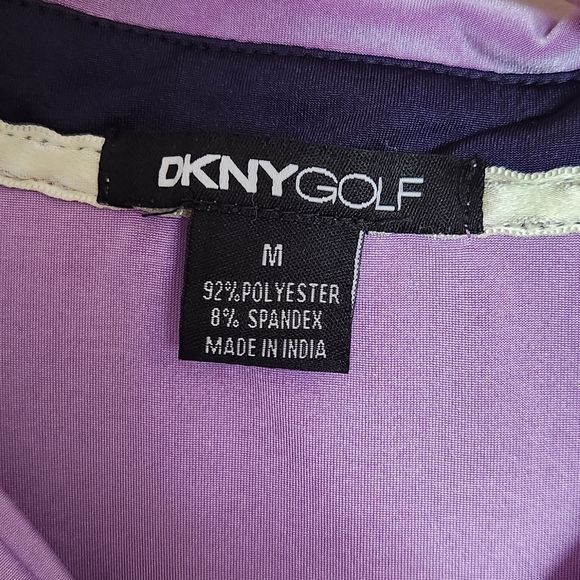 DKNYGOLF
M
92%POLYESTER
8% SPANDEX
MADE IN INDIA